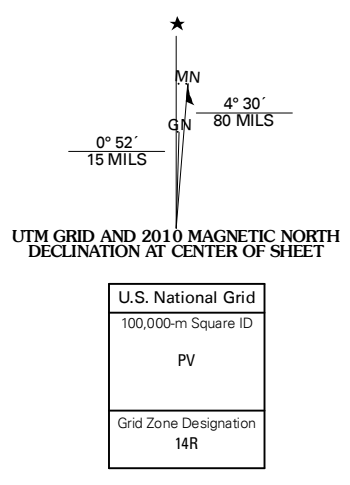 MN
4° 30´
80 MILS
GN
0° 52´
15 MILS
UTM GRID AND 2010 MAGNETIC NORTH
DECLINATION AT CENTER OF SHEET
U.S. National Grid
100,000-m Square ID
PV
Grid Zone Designation
14R